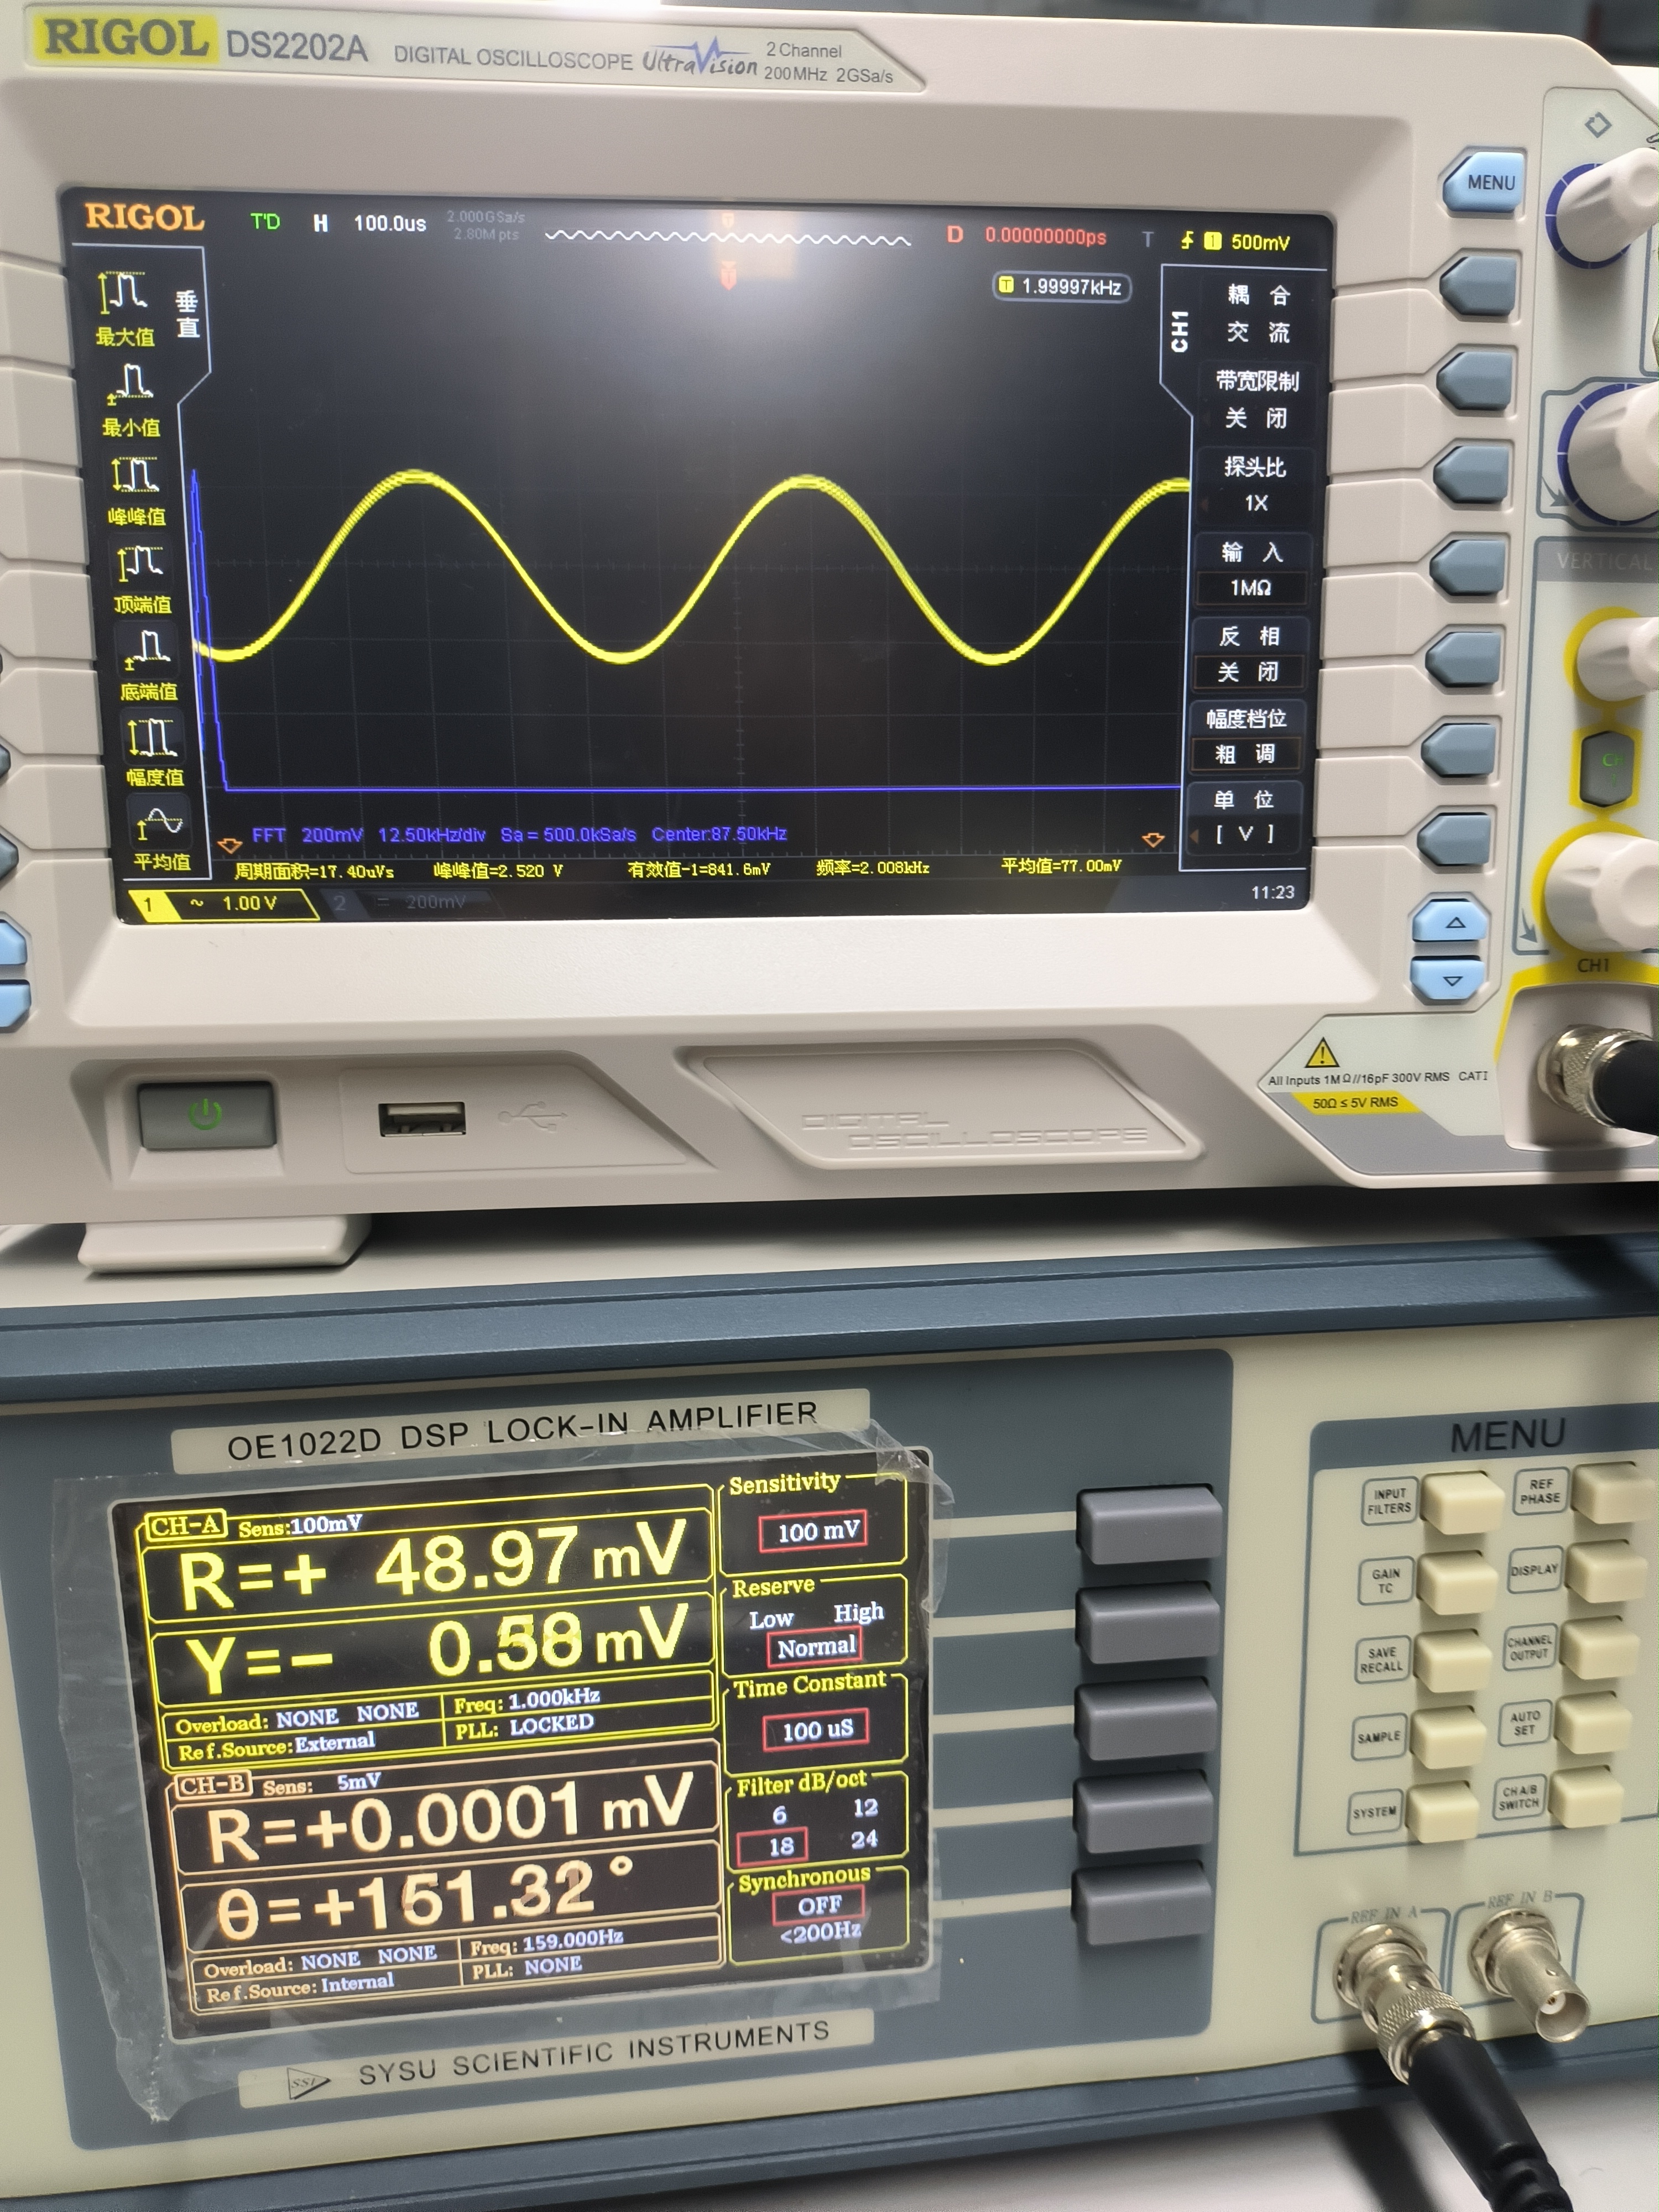 RIGOL DS2202A DIGITAL OSCILLOSCOPE UltraVision 2 Channel
200MHz 2GSa/s
MENU
RIGOL T'D H 100.0us 2.000GSa/s
2.80M pts D 0.00000000ps T 1 500mV
T 1.99997kHz
垂直
最大值
最小值
峰峰值
顶端值
底端值
幅度值
平均值
CH1
耦合
交流
带宽限制
关闭
探头比
1X
输入
1MΩ
反相
关闭
幅度档位
粗调
单位
[ V ]
FFT 200mV 12.50kHz/div Sa = 500.0kSa/s Center:87.50kHz
周期面积=17.40uVs 峰峰值=2.520 V 有效值-1=841.6mV 频率=2.008kHz 平均值=77.00mV
1 ~ 1.00 V 2 = 200mV 11:23
VERTICAL
CH1
All Inputs 1MΩ//16pF 300V RMS CATI
50Ω ≤ 5V RMS
DIGITAL
OSCILLOSCOPE
OE1022D DSP LOCK-IN AMPLIFIER
CH-A Sens:100mV
R=+ 48.97 mV
Y=- 0.58 mV
Overload: NONE NONE Freq: 1.000kHz
Ref.Source:External PLL: LOCKED
CH-B Sens: 5mV
R=+0.0001 mV
θ=+151.32°
Overload: NONE NONE Freq: 159.000Hz
Ref.Source: Internal PLL: NONE
Sensitivity
100 mV
Reserve
Low High
Normal
Time Constant
100 uS
Filter dB/oct
6 12
18 24
Synchronous
OFF
<200Hz
SSI SYSU SCIENTIFIC INSTRUMENTS
MENU
INPUT FILTERS
REF PHASE
GAIN TC
DISPLAY
SAVE RECALL
CHANNEL OUTPUT
SAMPLE
AUTO SET
SYSTEM
CH A/B SWITCH
REF IN A
REF IN B